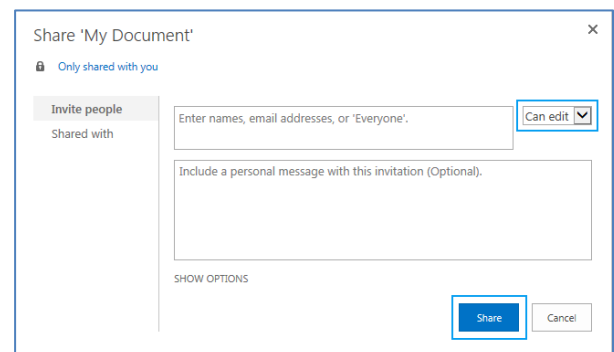 Share 'My Document'
Only shared with you
Invite people
Shared with
Enter names, email addresses, or 'Everyone'.
Can edit
Include a personal message with this invitation (Optional).
SHOW OPTIONS
Share
Cancel